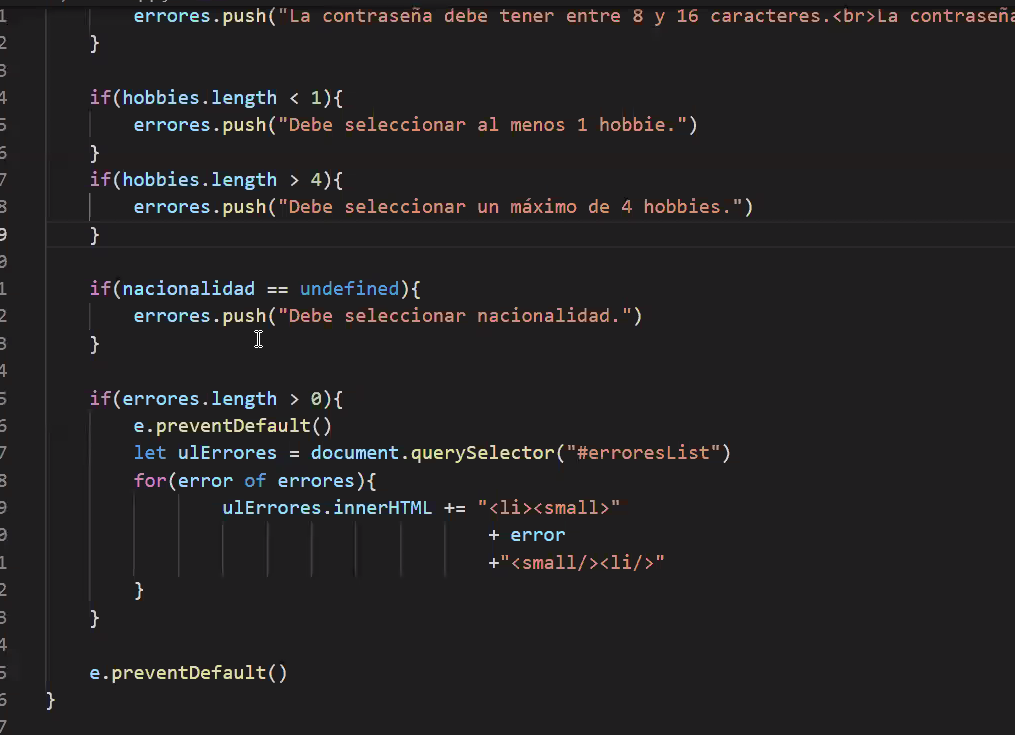 1 errores.push("La contraseña debe tener entre 8 y 16 caracteres.<br>La contraseña
2 }
3
4 if(hobbies.length < 1){
5 errores.push("Debe seleccionar al menos 1 hobbie.")
6 }
7 if(hobbies.length > 4){
8 errores.push("Debe seleccionar un máximo de 4 hobbies.")
9 }
0
1 if(nacionalidad == undefined){
2 errores.push("Debe seleccionar nacionalidad.")
3 }
4
5 if(errores.length > 0){
6 e.preventDefault()
7 let ulErrores = document.querySelector("#erroresList")
8 for(error of errores){
9 ulErrores.innerHTML += "<li><small>"
0 + error
1 +"<small/><li/>"
2 }
3 }
4
5 e.preventDefault()
6 }
7